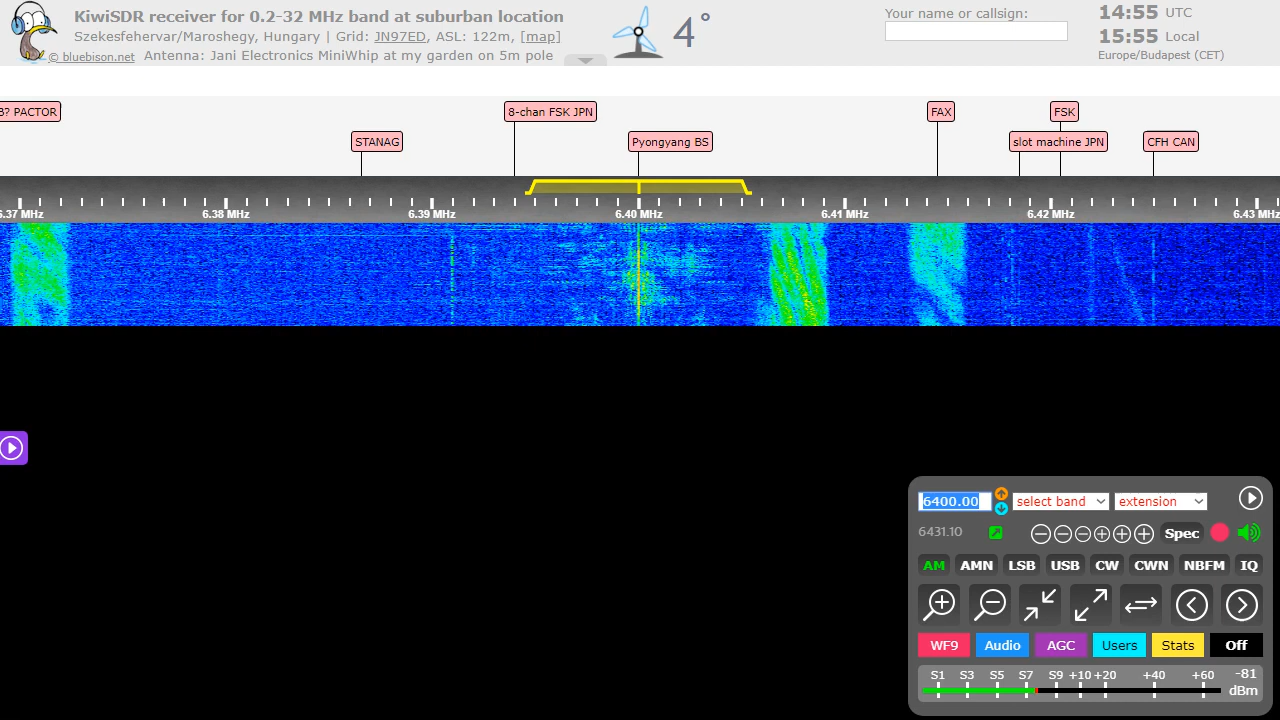 KiwiSDR receiver for 0.2-32 MHz band at suburban location
Szekesfehervar/Maroshegy, Hungary | Grid: JN97ED, ASL: 122m, [map]
© bluebison.net Antenna: Jani Electronics MiniWhip at my garden on 5m pole
4°
Your name or callsign:
14:55 UTC
15:55 Local
Europe/Budapest (CET)
B? PACTOR
8-chan FSK JPN
FAX
FSK
STANAG
Pyongyang BS
slot machine JPN
CFH CAN
6.37 MHz 6.38 MHz 6.39 MHz 6.40 MHz 6.41 MHz 6.42 MHz 6.43 MHz
6400.00 select band extension
6431.10 Spec
AM AMN LSB USB CW CWN NBFM IQ
WF9 Audio AGC Users Stats Off
S1 S3 S5 S7 S9 +10 +20 +40 +60 -81
dBm